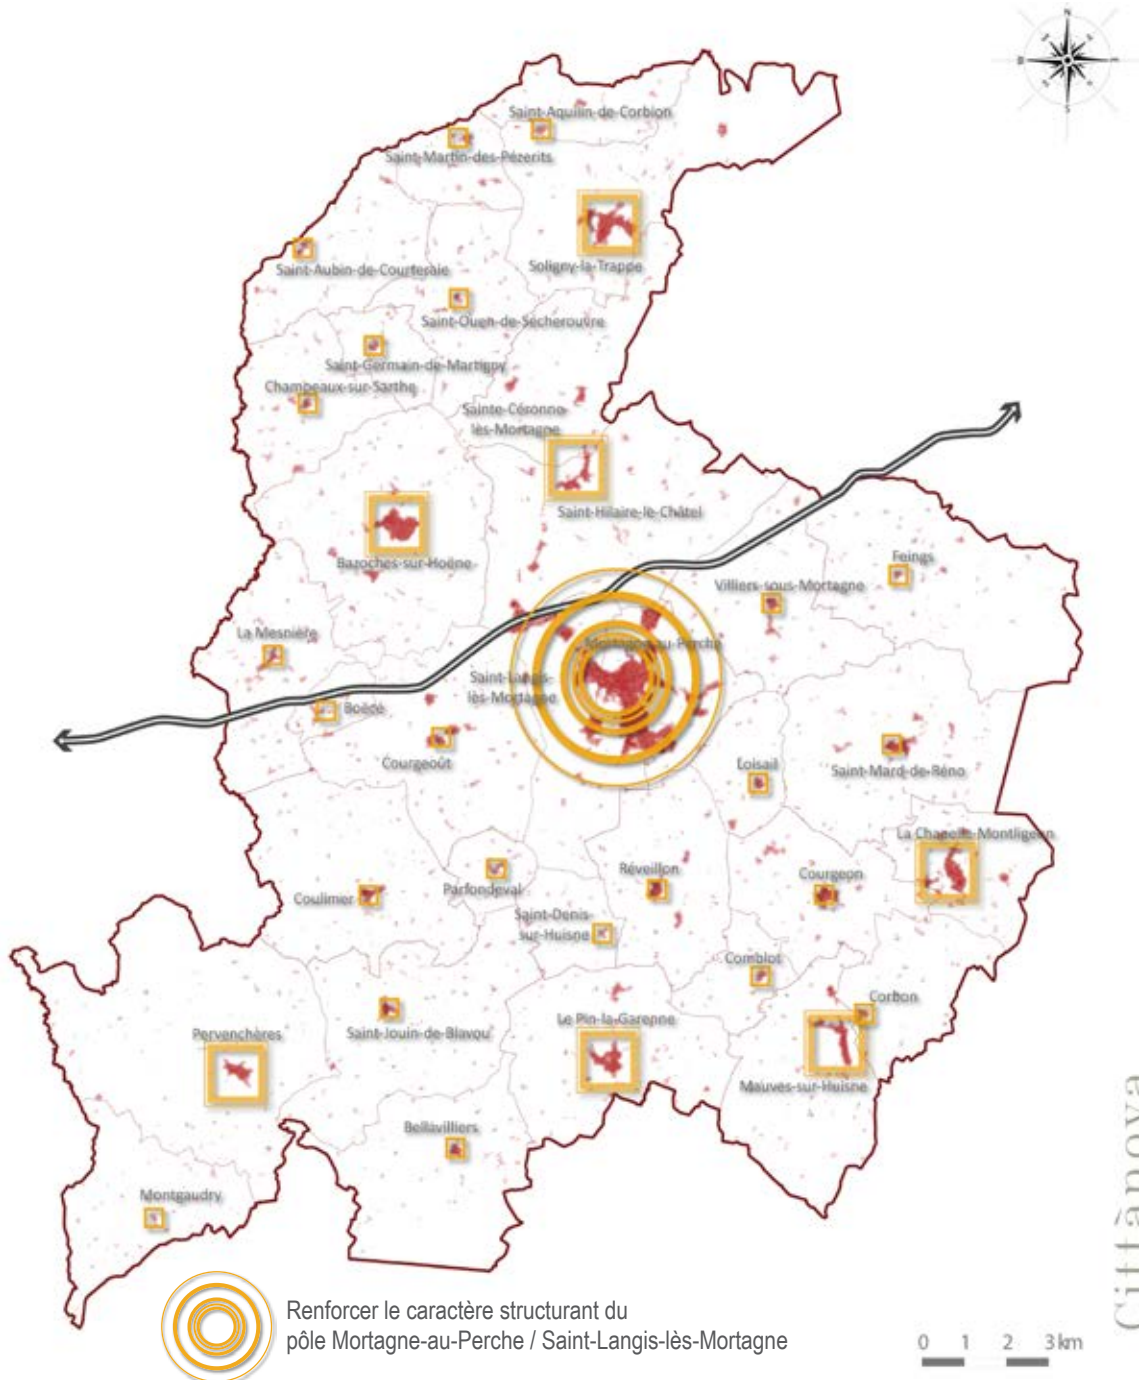 N
Saint-Aquilin-de-Corbion
Saint-Martin-des-Pézerits
Soligny-la-Trappe
Saint-Aubin-de-Courteraie
Saint-Ouen-de-Sécherouvre
Saint-Germain-de-Martigny
Champeaux-sur-Sarthe
Sainte-Céronne-
lès-Mortagne
Saint-Hilaire-le-Châtel
Bazoches-sur-Hoëne
Feings
Villiers-sous-Mortagne
La Mesnière
Mortagne-au-Perche
Saint-Langis-
lès-Mortagne
Boëcé
Courgeoût
Loisail
Saint-Mard-de-Réno
La Chapelle-Montligeon
Réveillon
Courgeon
Parfondeval
Coulimer
Saint-Denis-
sur-Huisne
Comblot
Corbon
Saint-Jouin-de-Blavou
Le Pin-la-Garenne
Pervenchères
Mauves-sur-Huisne
Bellavilliers
Montgaudry
Renforcer le caractère structurant du
pôle Mortagne-au-Perche / Saint-Langis-lès-Mortagne
0 1 2 3 km